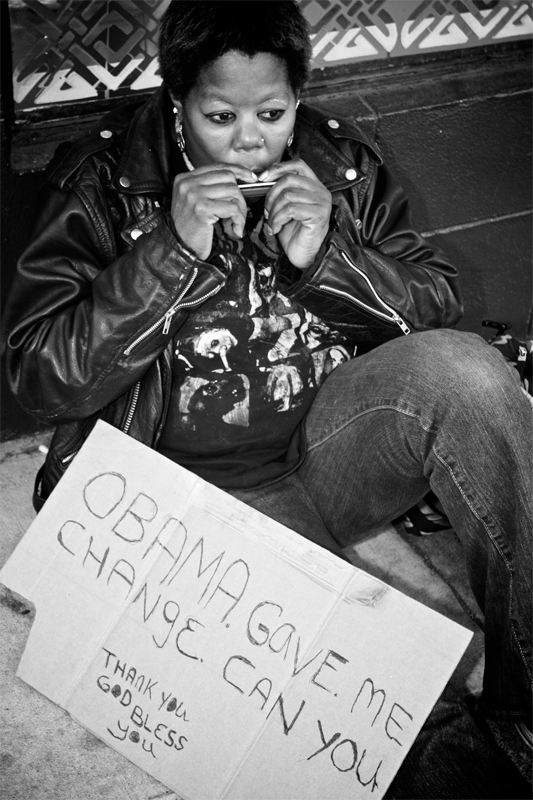 OBAMA. GAVE. ME
CHANgE. CAN YOU
THANK YOU
GOD BLESS
YOU